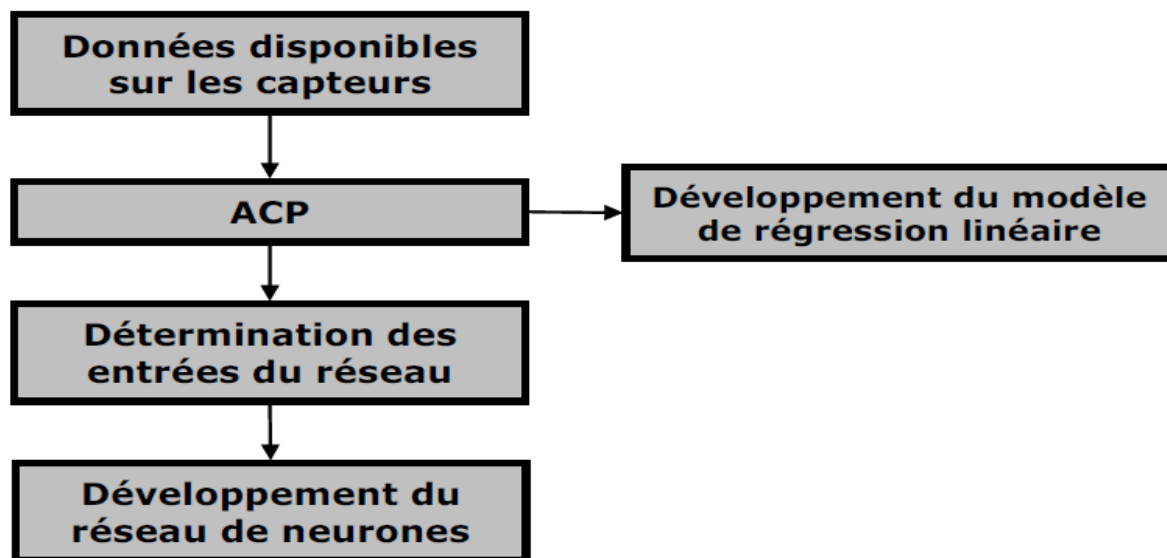 Données disponibles
sur les capteurs
ACP
Développement du modèle
de régression linéaire
Détermination des
entrées du réseau
Développement du
réseau de neurones